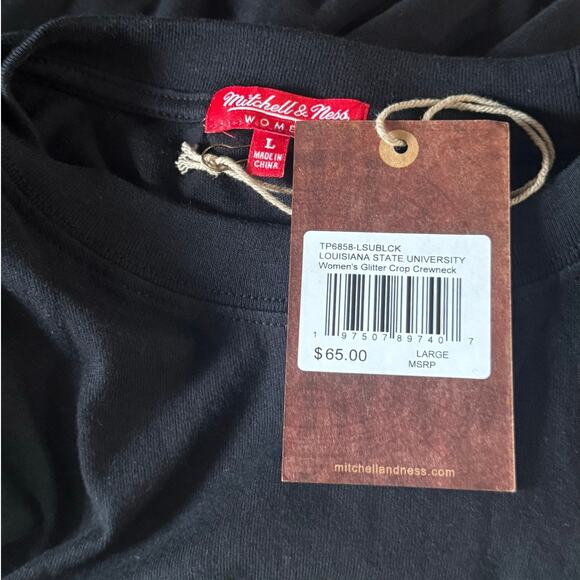 Mitchell & Ness
L
MADE IN
CHINA
TP6858-LSUBLCK
LOUISIANA STATE UNIVERSITY
Women's Glitter Crop Crewneck
1 97507 89740 7
$65.00
LARGE
MSRP
mitchellandness.com